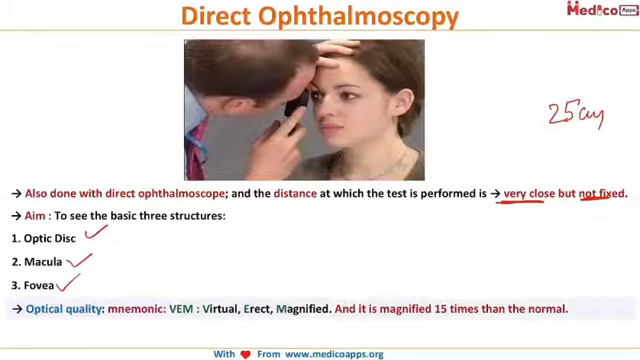 Direct Ophthalmoscopy
Medico Apps
25cm
→ Also done with direct ophthalmoscope; and the distance at which the test is performed is → very close but not fixed.
→ Aim : To see the basic three structures:
1. Optic Disc
2. Macula
3. Fovea
→ Optical quality: mnemonic: VEM : Virtual, Erect, Magnified. And it is magnified 15 times than the normal.
With From www.medicoapps.org